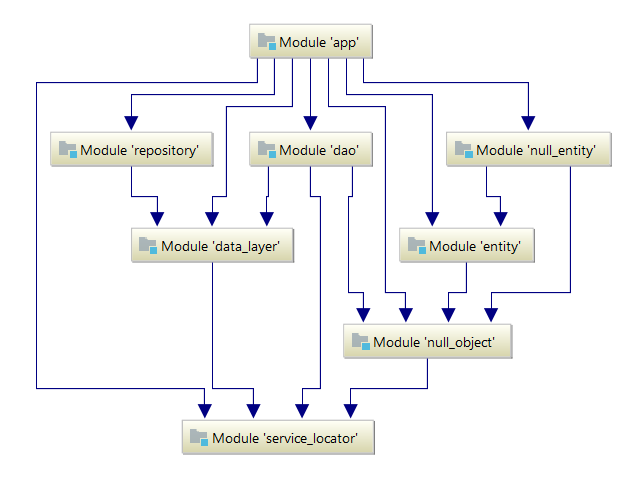 Module 'app'
Module 'repository'
Module 'dao'
Module 'null_entity'
Module 'data_layer'
Module 'entity'
Module 'null_object'
Module 'service_locator'